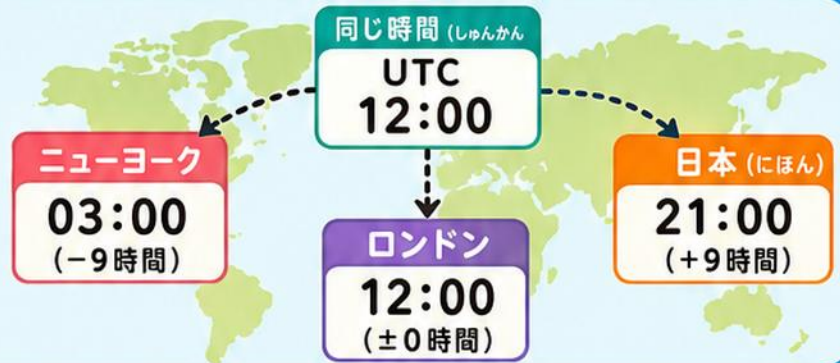 同じ時間 (しゅんかん
UTC
12:00
ニューヨーク
03:00
(−9時間)
ロンドン
12:00
(±0時間)
日本 (にほん)
21:00
(+9時間)